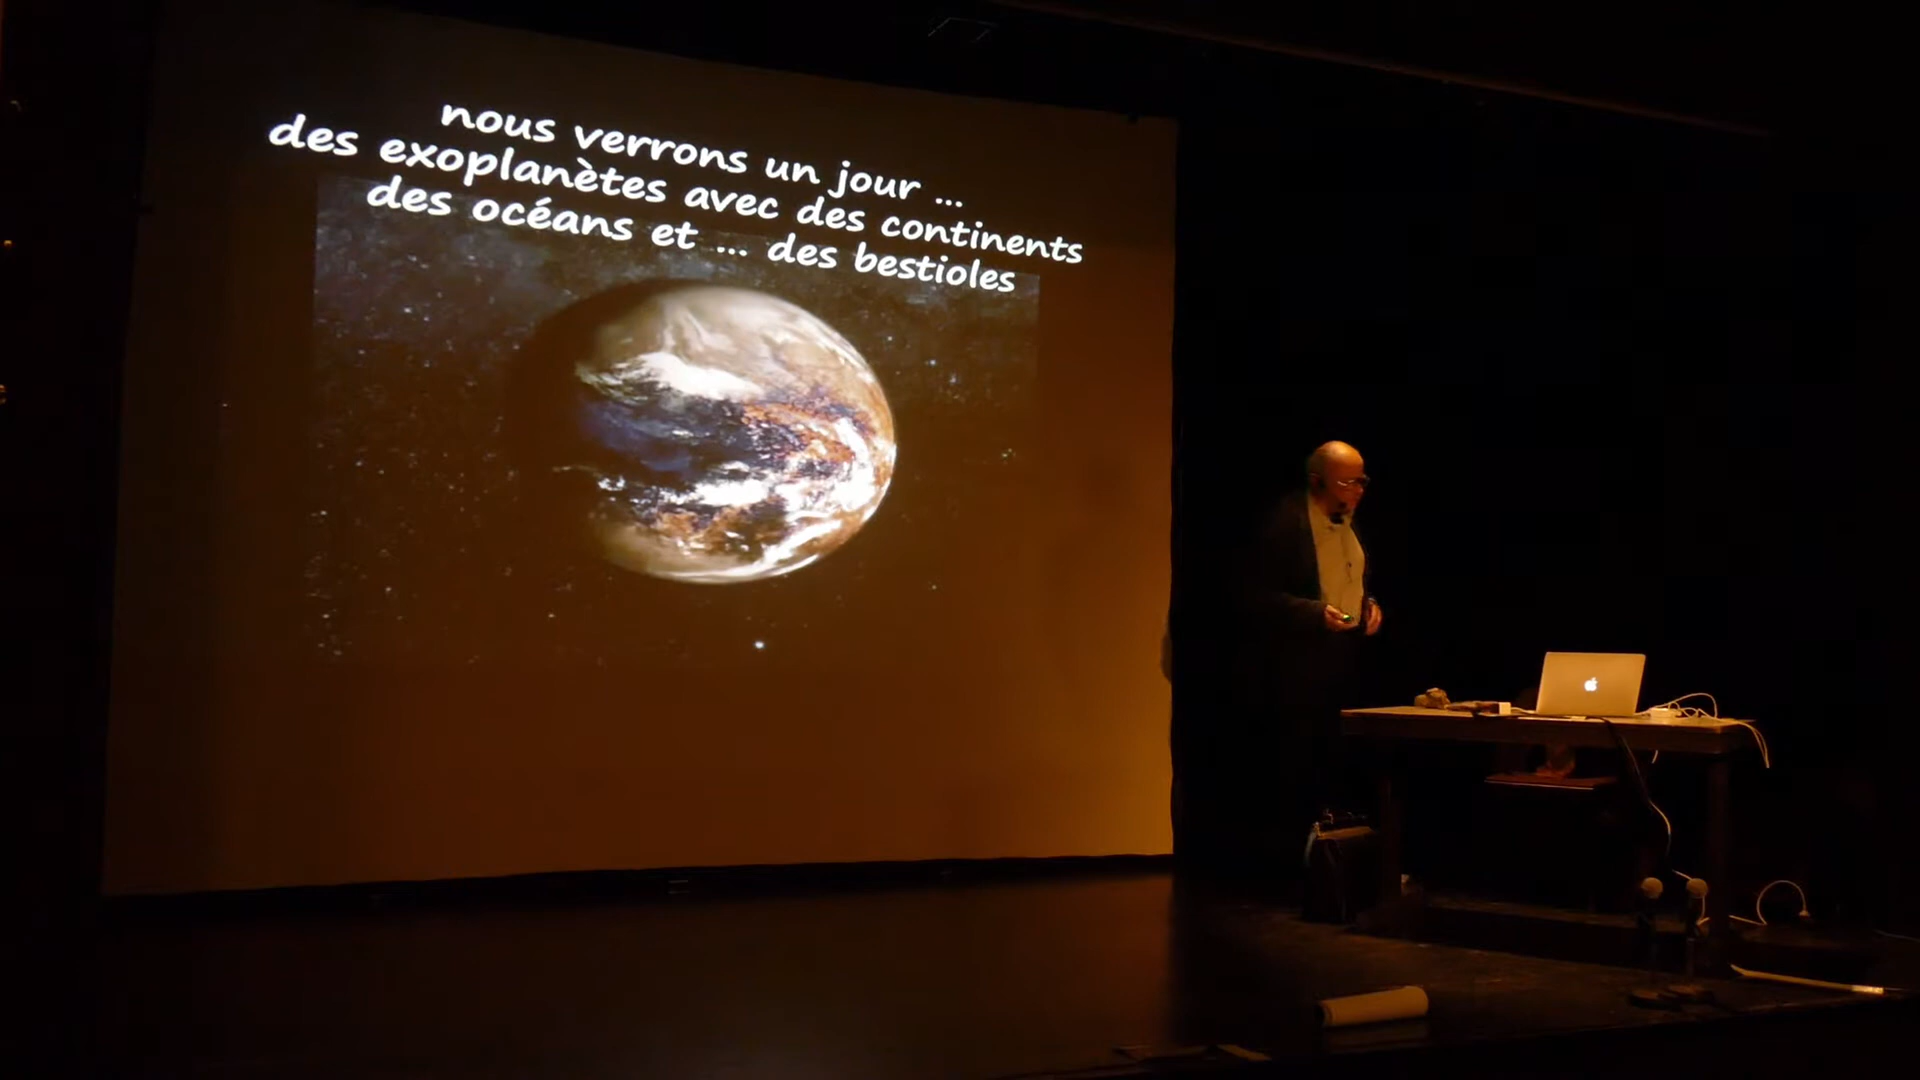 nous verrons un jour ...
des exoplanètes avec des continents
des océans et ... des bestioles